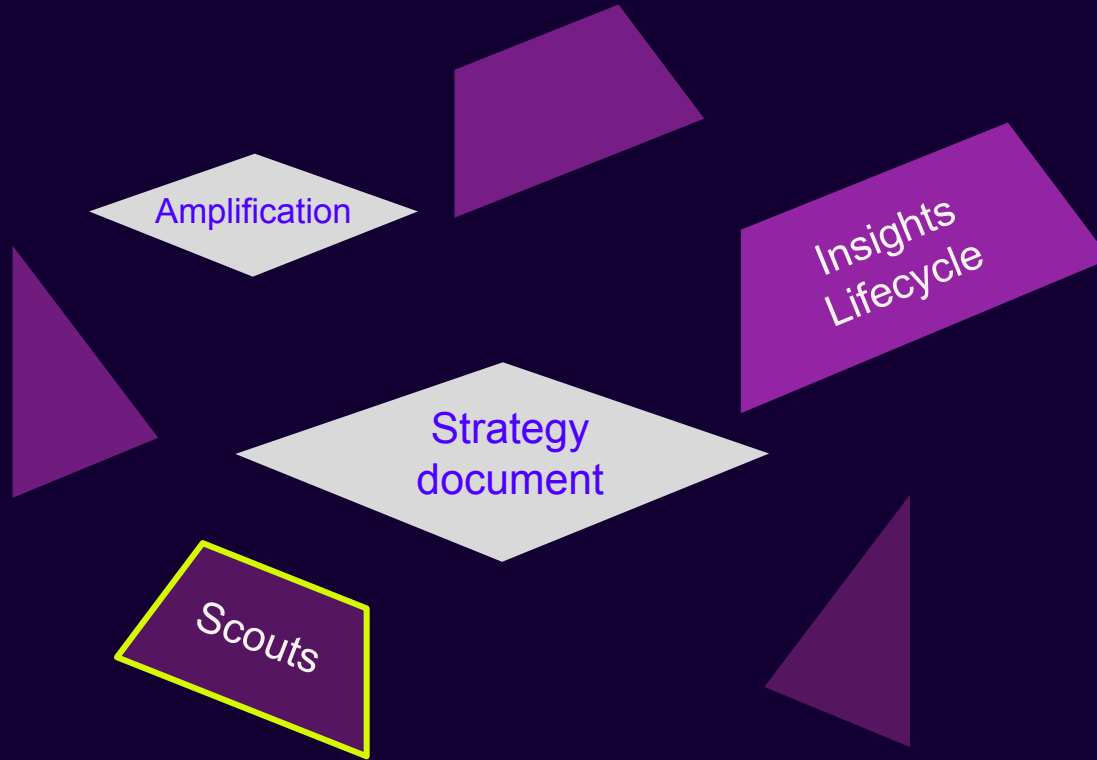 Amplification
Insights
Lifecycle
Strategy
document
Scouts